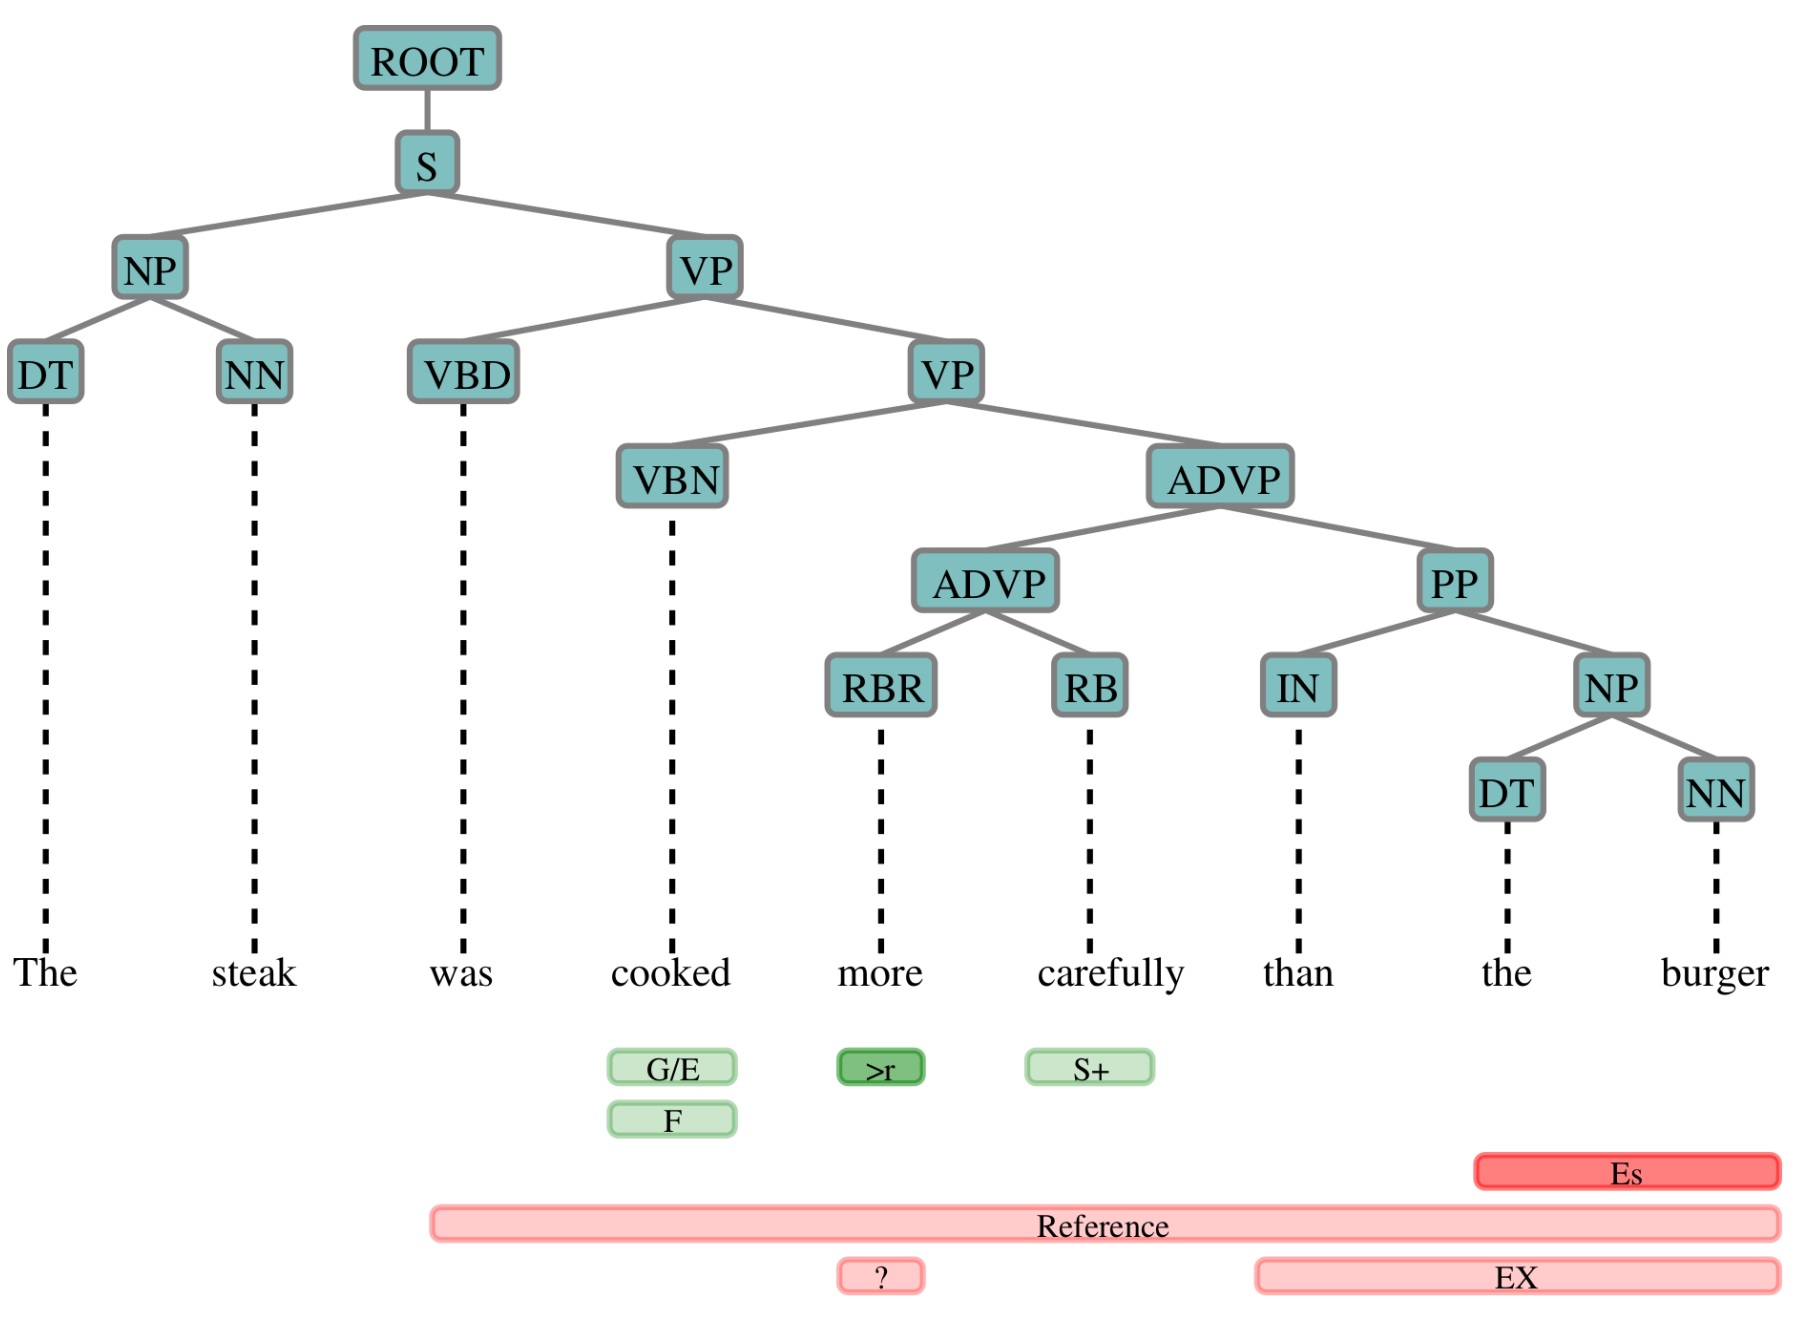 ROOT
S
NP VP
DT NN VBD VP
VBN ADVP
ADVP PP
RBR RB IN NP
DT NN
The steak was cooked more carefully than the burger
G/E >r S+
F
Es
Reference
? EX